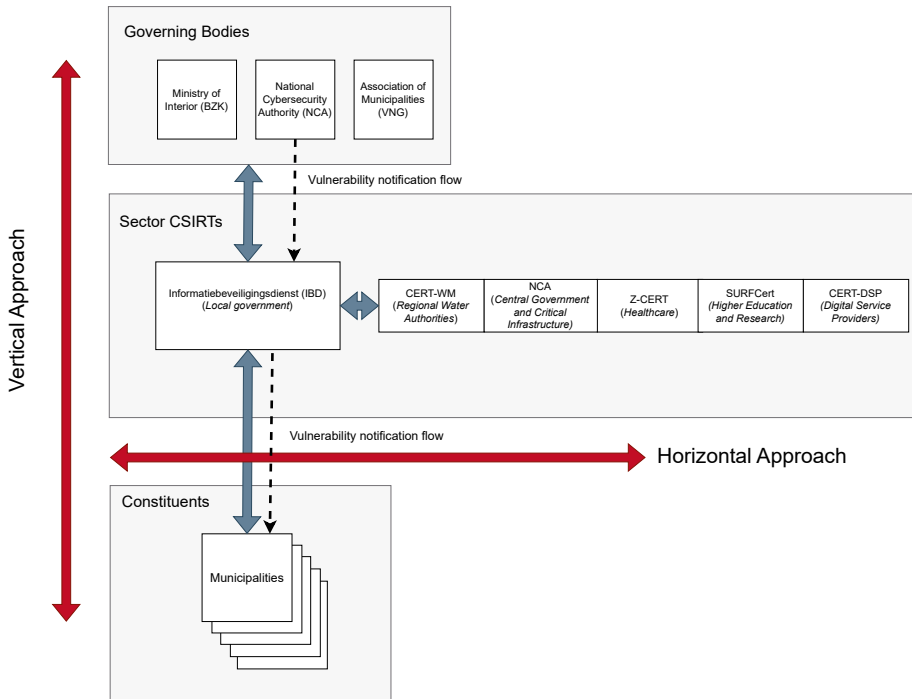 Governing Bodies
Ministry of
Interior (BZK)
National
Cybersecurity
Authority (NCA)
Association of
Municipalities
(VNG)
Vulnerability notification flow
Sector CSIRTs
Informatiebeveiligingsdienst (IBD)
(Local government)
CERT-WM
(Regional Water
Authorities)
NCA
(Central Government
and Critical
Infrastructure)
Z-CERT
(Healthcare)
SURFCert
(Higher Education
and Research)
CERT-DSP
(Digital Service
Providers)
Vertical Approach
Vulnerability notification flow
Horizontal Approach
Constituents
Municipalities